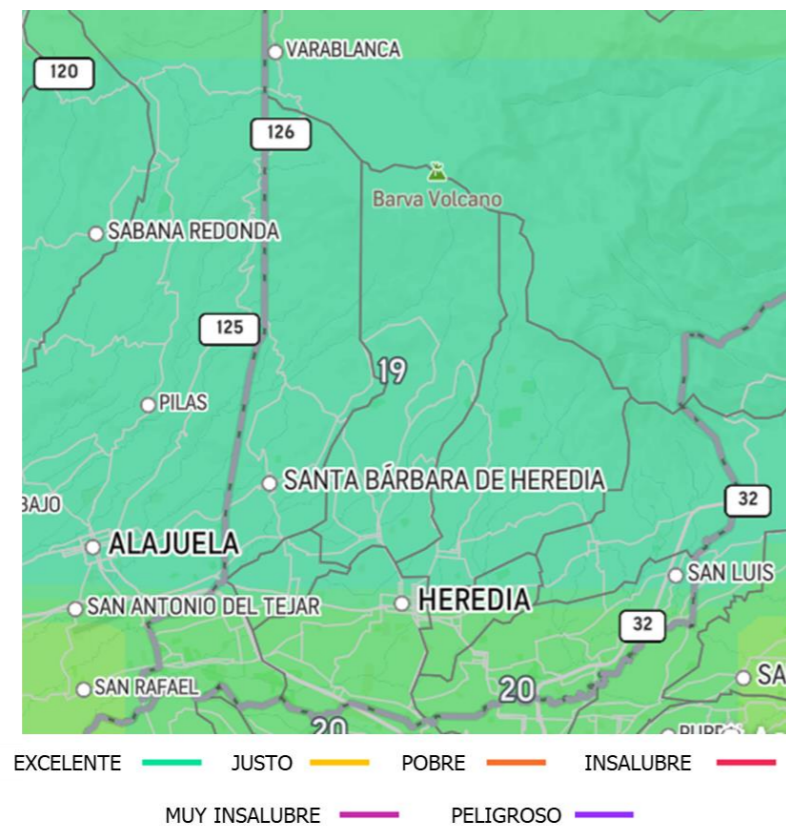 VARABLANCA
120
126
Barva Volcano
SABANA REDONDA
125
19
PILAS
SANTA BÁRBARA DE HEREDIA
BAJO
32
ALAJUELA
SAN LUIS
SAN ANTONIO DEL TEJAR
HEREDIA
32
SAN RAFAEL
20
SA
20
EXCELENTE JUSTO POBRE INSALUBRE
MUY INSALUBRE PELIGROSO